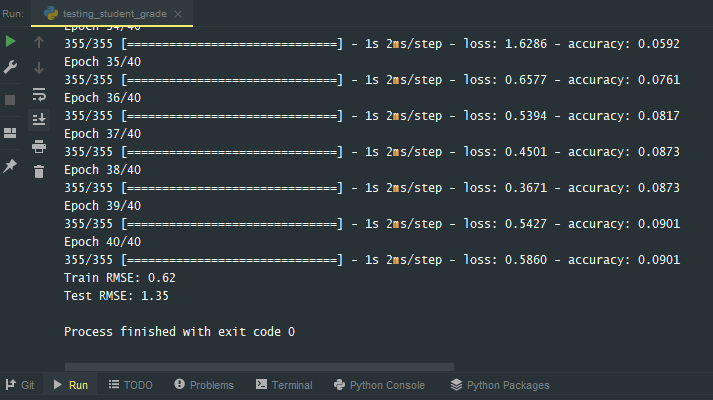 Run: testing_student_grade
Epoch 34/40
355/355 [==============================] - 1s 2ms/step - loss: 1.6286 - accuracy: 0.0592
Epoch 35/40
355/355 [==============================] - 1s 2ms/step - loss: 0.6577 - accuracy: 0.0761
Epoch 36/40
355/355 [==============================] - 1s 2ms/step - loss: 0.5394 - accuracy: 0.0817
Epoch 37/40
355/355 [==============================] - 1s 2ms/step - loss: 0.4501 - accuracy: 0.0873
Epoch 38/40
355/355 [==============================] - 1s 2ms/step - loss: 0.3671 - accuracy: 0.0873
Epoch 39/40
355/355 [==============================] - 1s 2ms/step - loss: 0.5427 - accuracy: 0.0901
Epoch 40/40
355/355 [==============================] - 1s 2ms/step - loss: 0.5860 - accuracy: 0.0901
Train RMSE: 0.62
Test RMSE: 1.35
Process finished with exit code 0
Git Run TODO Problems Terminal Python Console Python Packages